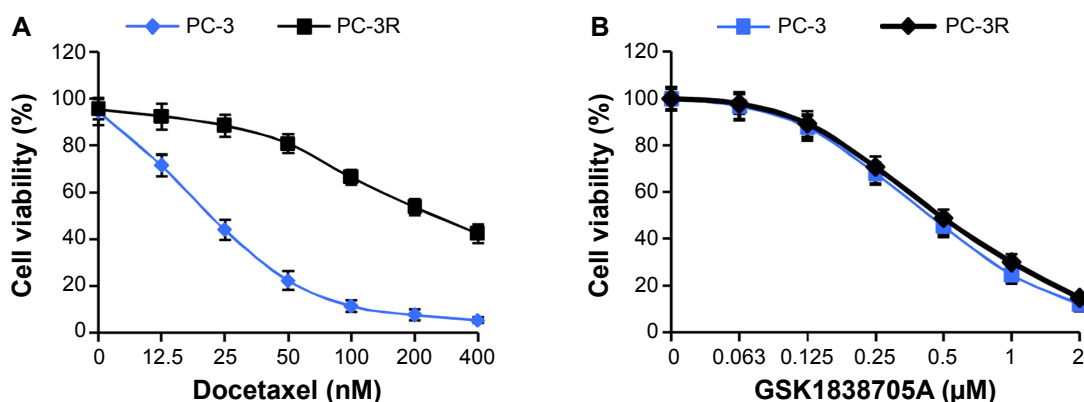 A
PC-3 PC-3R
Cell viability (%)
120
100
80
60
40
20
0
0 12.5 25 50 100 200 400
Docetaxel (nM)
B
PC-3 PC-3R
Cell viability (%)
120
100
80
60
40
20
0
0 0.063 0.125 0.25 0.5 1 2
GSK1838705A (µM)